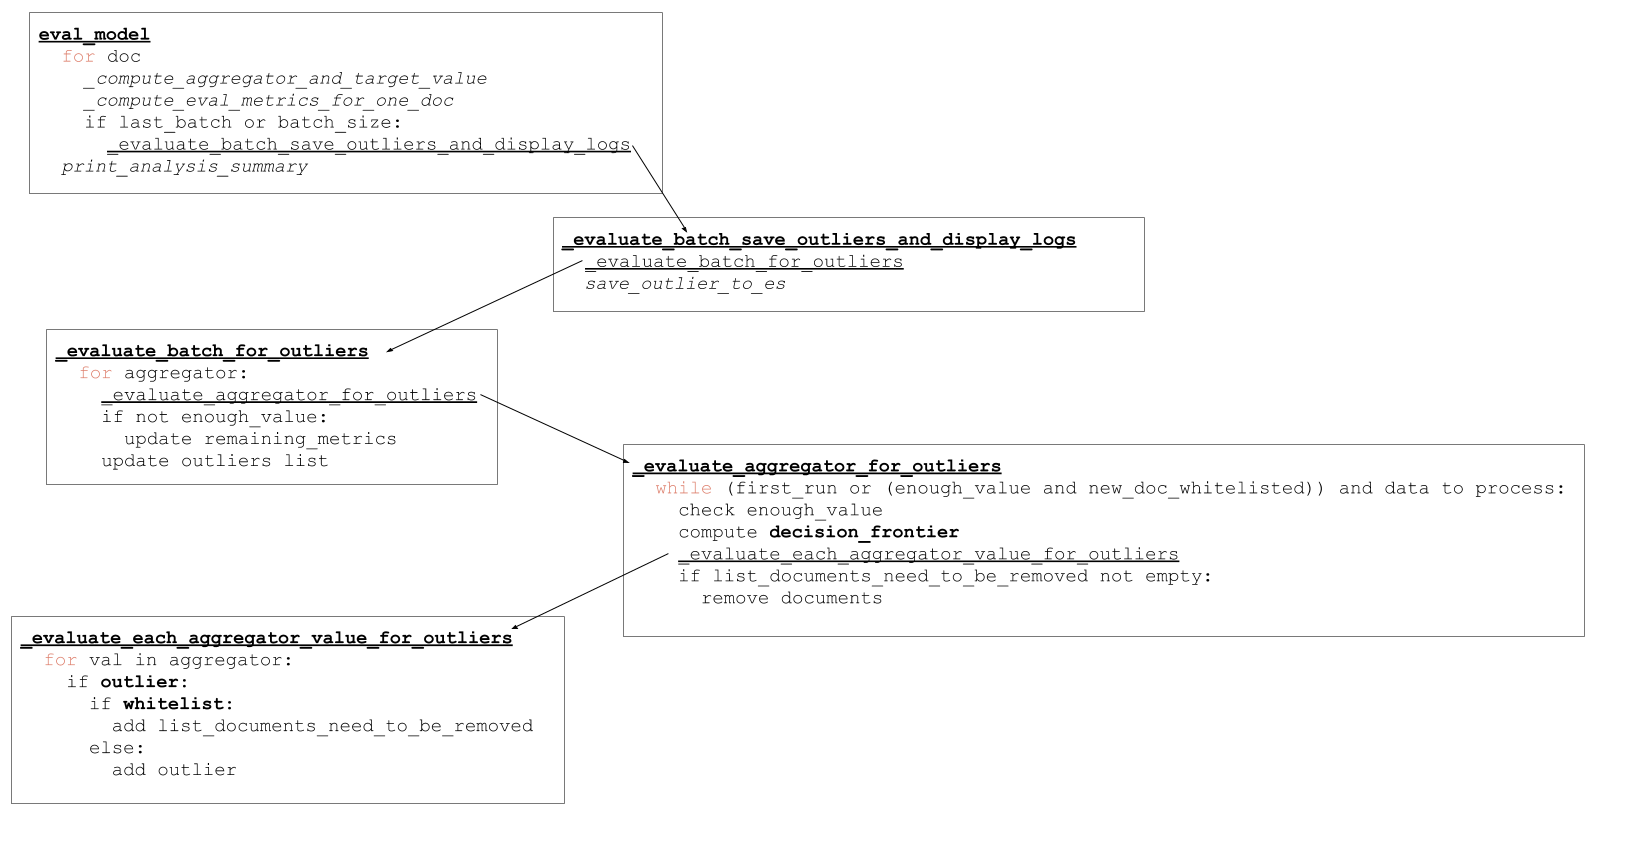 eval_model
for doc
_compute_aggregator_and_target_value
_compute_eval_metrics_for_one_doc
if last_batch or batch_size:
_evaluate_batch_save_outliers_and_display_logs
print_analysis_summary
_evaluate_batch_save_outliers_and_display_logs
_evaluate_batch_for_outliers
save_outlier_to_es
_evaluate_batch_for_outliers
for aggregator:
_evaluate_aggregator_for_outliers
if not enough_value:
update remaining_metrics
update outliers list
_evaluate_aggregator_for_outliers
while (first_run or (enough_value and new_doc_whitelisted)) and data to process:
check enough_value
compute decision_frontier
_evaluate_each_aggregator_value_for_outliers
if list_documents_need_to_be_removed not empty:
remove documents
_evaluate_each_aggregator_value_for_outliers
for val in aggregator:
if outlier:
if whitelist:
add list_documents_need_to_be_removed
else:
add outlier